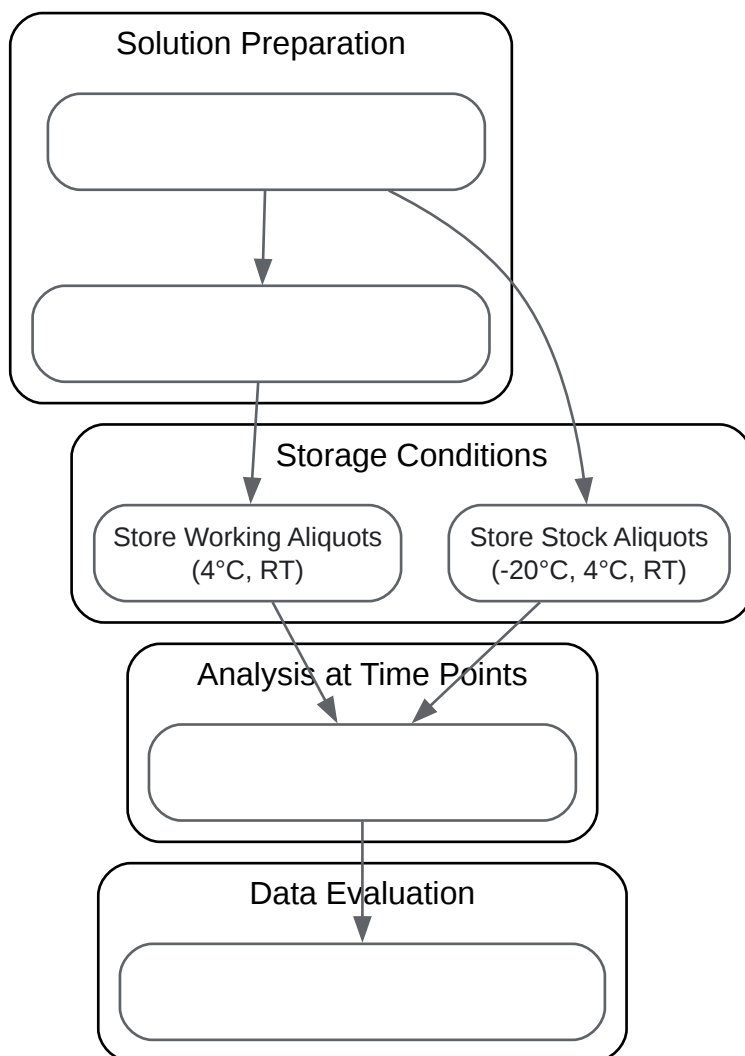 Solution Preparation
Storage Conditions
Store Working Aliquots
(4°C, RT)
Store Stock Aliquots
(-20°C, 4°C, RT)
Analysis at Time Points
Data Evaluation